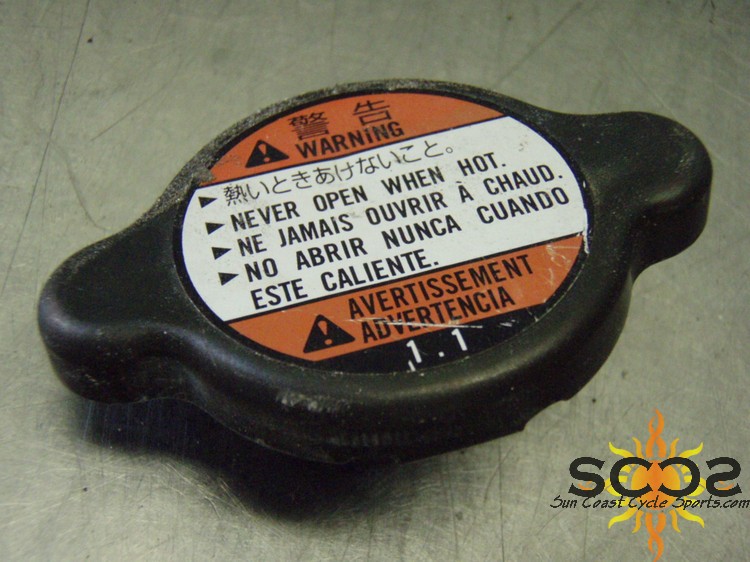 警告
WARNING
▶ 熱いときあけないこと。
▶ NEVER OPEN WHEN HOT.
▶ NE JAMAIS OUVRIR À CHAUD.
▶ NO ABRIR NUNCA CUANDO
ESTE CALIENTE.
AVERTISSEMENT
ADVERTENCIA
1.1
SCCS
Sun Coast Cycle Sports.com